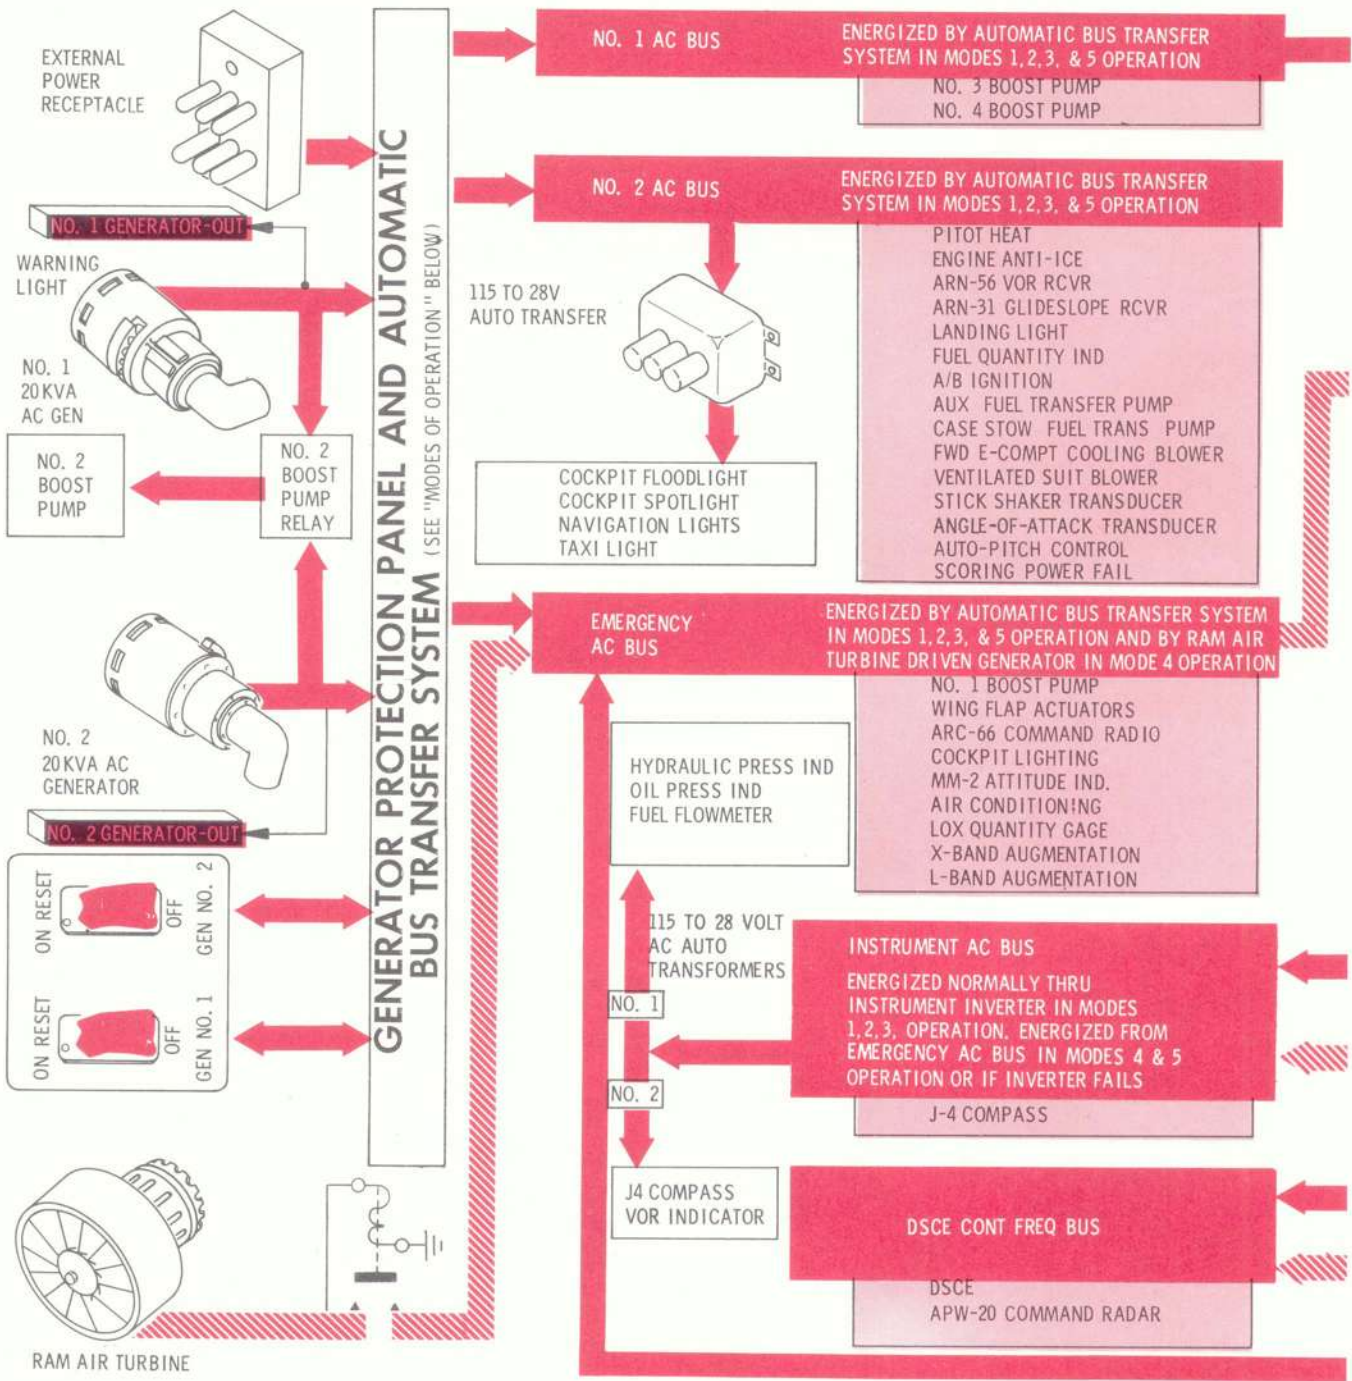 EXTERNAL
POWER
RECEPTACLE
NO. 1 GENERATOR-OUT
WARNING
LIGHT
NO. 1
20 KVA
AC GEN
NO. 2
BOOST
PUMP
NO. 2
BOOST
PUMP
RELAY
NO. 2
20 KVA AC
GENERATOR
NO. 2 GENERATOR-OUT
ON RESET
OFF
GEN NO. 2
ON RESET
OFF
GEN NO. 1
RAM AIR TURBINE
GENERATOR PROTECTION PANEL AND AUTOMATIC
BUS TRANSFER SYSTEM (SEE "MODES OF OPERATION" BELOW)
NO. 1 AC BUS
ENERGIZED BY AUTOMATIC BUS TRANSFER
SYSTEM IN MODES 1,2,3, & 5 OPERATION
NO. 3 BOOST PUMP
NO. 4 BOOST PUMP
NO. 2 AC BUS
ENERGIZED BY AUTOMATIC BUS TRANSFER
SYSTEM IN MODES 1,2,3, & 5 OPERATION
PITOT HEAT
ENGINE ANTI-ICE
ARN-56 VOR RCVR
ARN-31 GLIDESLOPE RCVR
LANDING LIGHT
FUEL QUANTITY IND
A/B IGNITION
AUX FUEL TRANSFER PUMP
CASE STOW FUEL TRANS PUMP
FWD E-COMPT COOLING BLOWER
VENTILATED SUIT BLOWER
STICK SHAKER TRANSDUCER
ANGLE-OF-ATTACK TRANSDUCER
AUTO-PITCH CONTROL
SCORING POWER FAIL
115 TO 28V
AUTO TRANSFER
COCKPIT FLOODLIGHT
COCKPIT SPOTLIGHT
NAVIGATION LIGHTS
TAXI LIGHT
EMERGENCY
AC BUS
ENERGIZED BY AUTOMATIC BUS TRANSFER SYSTEM
IN MODES 1,2,3, & 5 OPERATION AND BY RAM AIR
TURBINE DRIVEN GENERATOR IN MODE 4 OPERATION
NO. 1 BOOST PUMP
WING FLAP ACTUATORS
ARC-66 COMMAND RADIO
COCKPIT LIGHTING
MM-2 ATTITUDE IND.
AIR CONDITIONING
LOX QUANTITY GAGE
X-BAND AUGMENTATION
L-BAND AUGMENTATION
HYDRAULIC PRESS IND
OIL PRESS IND
FUEL FLOWMETER
115 TO 28 VOLT
AC AUTO
TRANSFORMERS
NO. 1
NO. 2
J4 COMPASS
VOR INDICATOR
INSTRUMENT AC BUS
ENERGIZED NORMALLY THRU
INSTRUMENT INVERTER IN MODES
1,2,3, OPERATION. ENERGIZED FROM
EMERGENCY AC BUS IN MODES 4 & 5
OPERATION OR IF INVERTER FAILS
J-4 COMPASS
DSCE CONT FREQ BUS
DSCE
APW-20 COMMAND RADAR